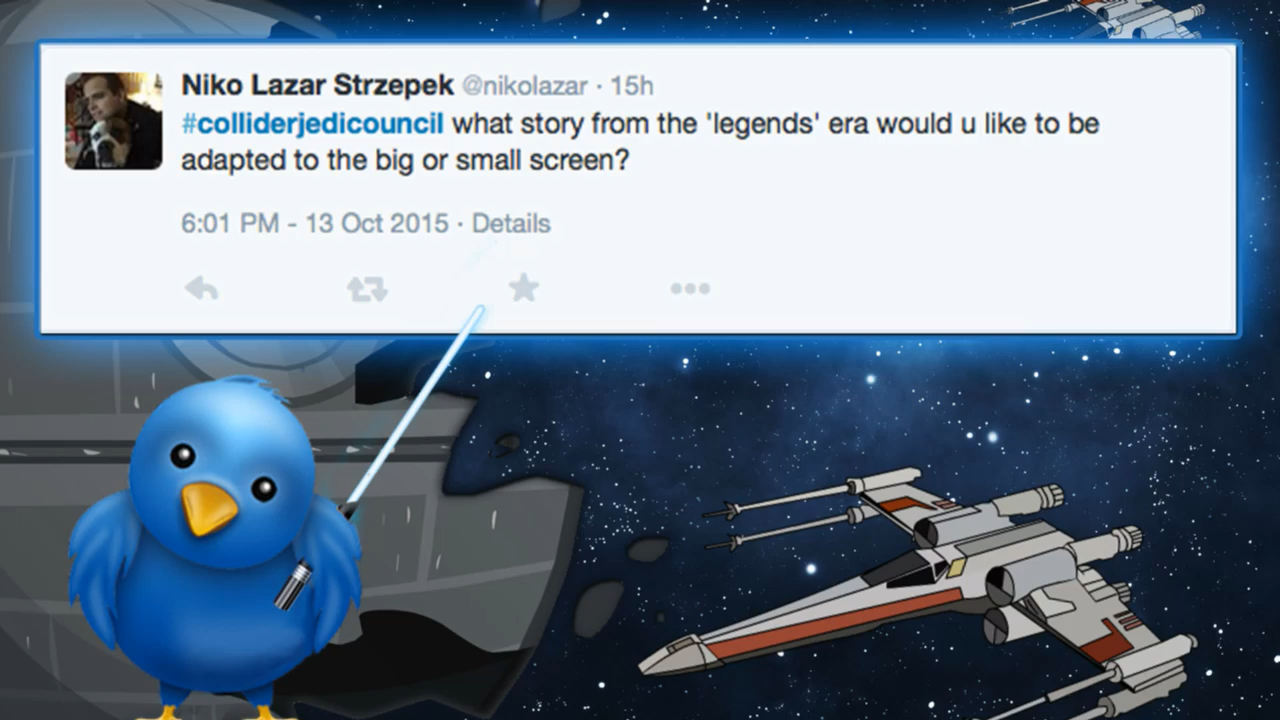 Niko Lazar Strzepek @nikolazar · 15h
#colliderjedicouncil what story from the 'legends' era would u like to be
adapted to the big or small screen?
6:01 PM - 13 Oct 2015 · Details